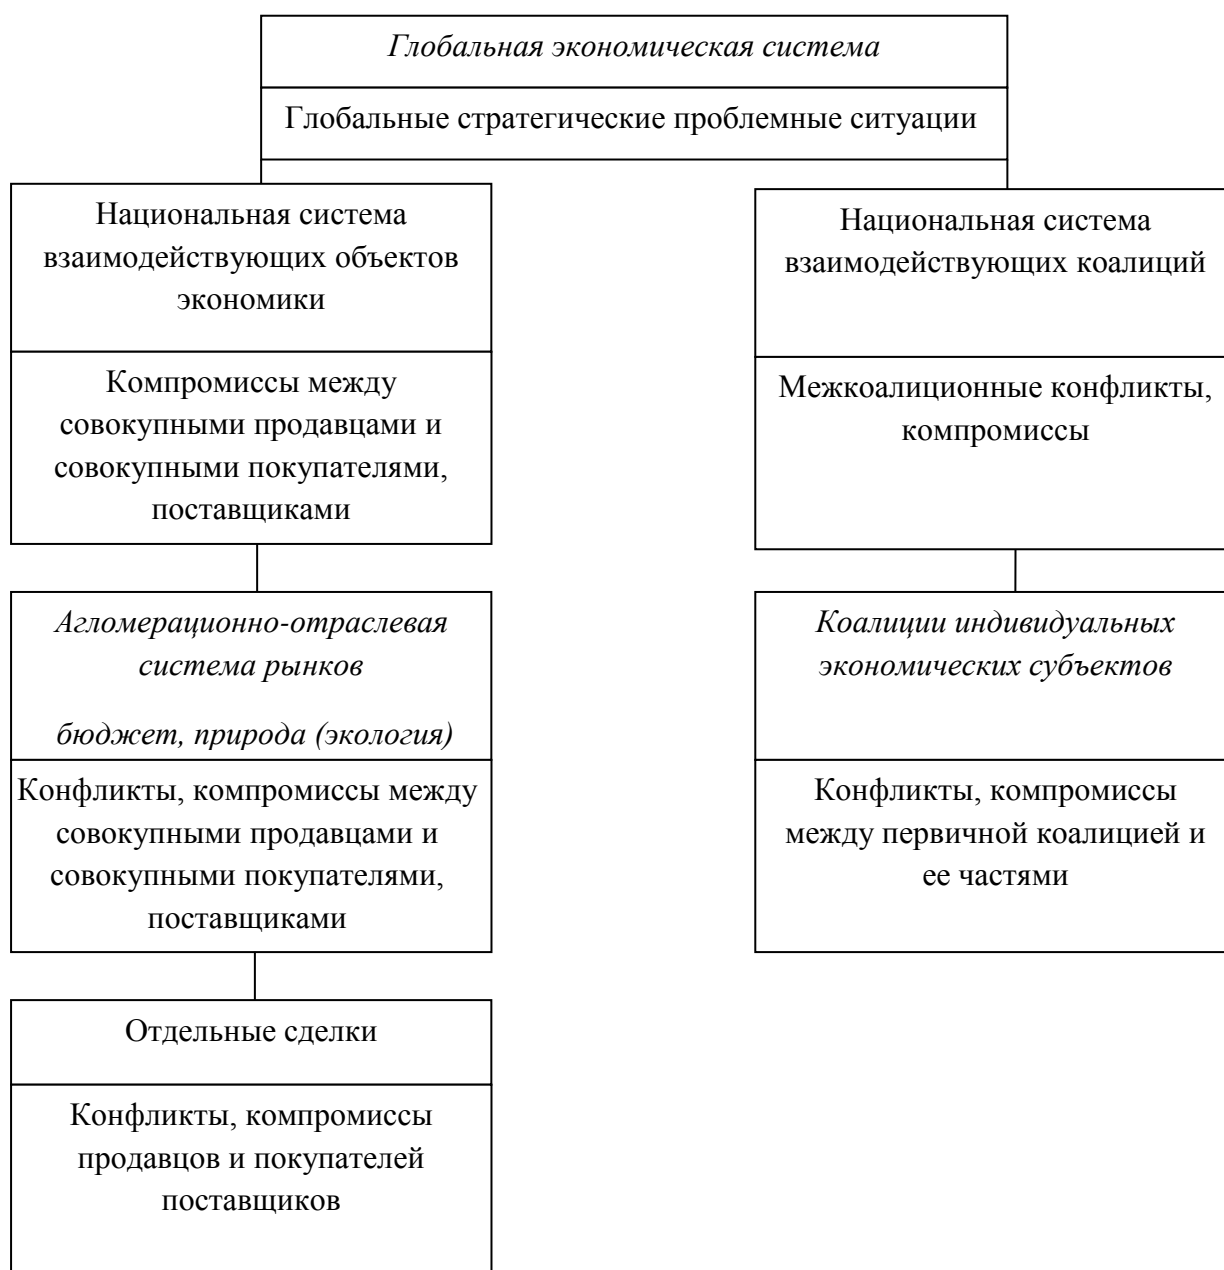 Глобальная экономическая система
Глобальные стратегические проблемные ситуации
Национальная система
взаимодействующих объектов
экономики
Компромиссы между
совокупными продавцами и
совокупными покупателями,
поставщиками
Агломерационно-отраслевая
система рынков
бюджет, природа (экология)
Конфликты, компромиссы между
совокупными продавцами и
совокупными покупателями,
поставщиками
Отдельные сделки
Конфликты, компромиссы
продавцов и покупателей
поставщиков
Национальная система
взаимодействующих коалиций
Межкоалиционные конфликты,
компромиссы
Коалиции индивидуальных
экономических субъектов
Конфликты, компромиссы
между первичной коалицией и
ее частями